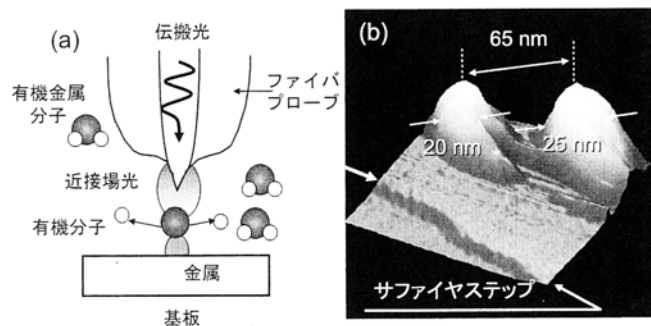 (a)
伝搬光
有機金属
分子
ファイバ
プローブ
近接場光
有機分子
金属
基板
(b)
65 nm
20 nm
25 nm
サファイヤステップ